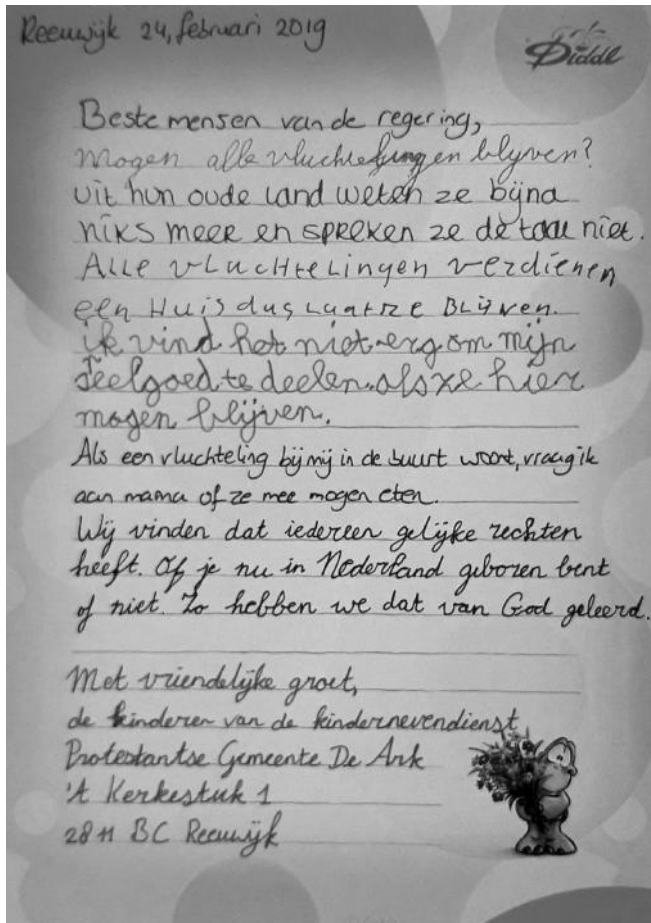 Reeuwijk 24, februari 2019
Diddl
Beste mensen van de regering,
Mogen alle vluchtelingen blyven?
uit hun oude land weten ze bijna
niks meer en spreken ze de taal niet.
Alle vluchtelingen verdienen
een Huis dus laat ze Blijven.
ik vind het niet erg om mijn
speelgoed te deelen als ze hier
mogen blijven.
Als een vluchteling bij mij in de buurt woont, vraag ik
aan mama of ze mee mogen eten.
Wij vinden dat iedereen gelijke rechten
heeft. Of je nu in Nederland geboren bent
of niet. Zo hebben we dat van God geleerd.
Met vriendelijke groet,
de kinderen van de kindernevendienst
Protestantse Gemeente De Ark
'A Kerkestuk 1
2811 BC Reeuwijk